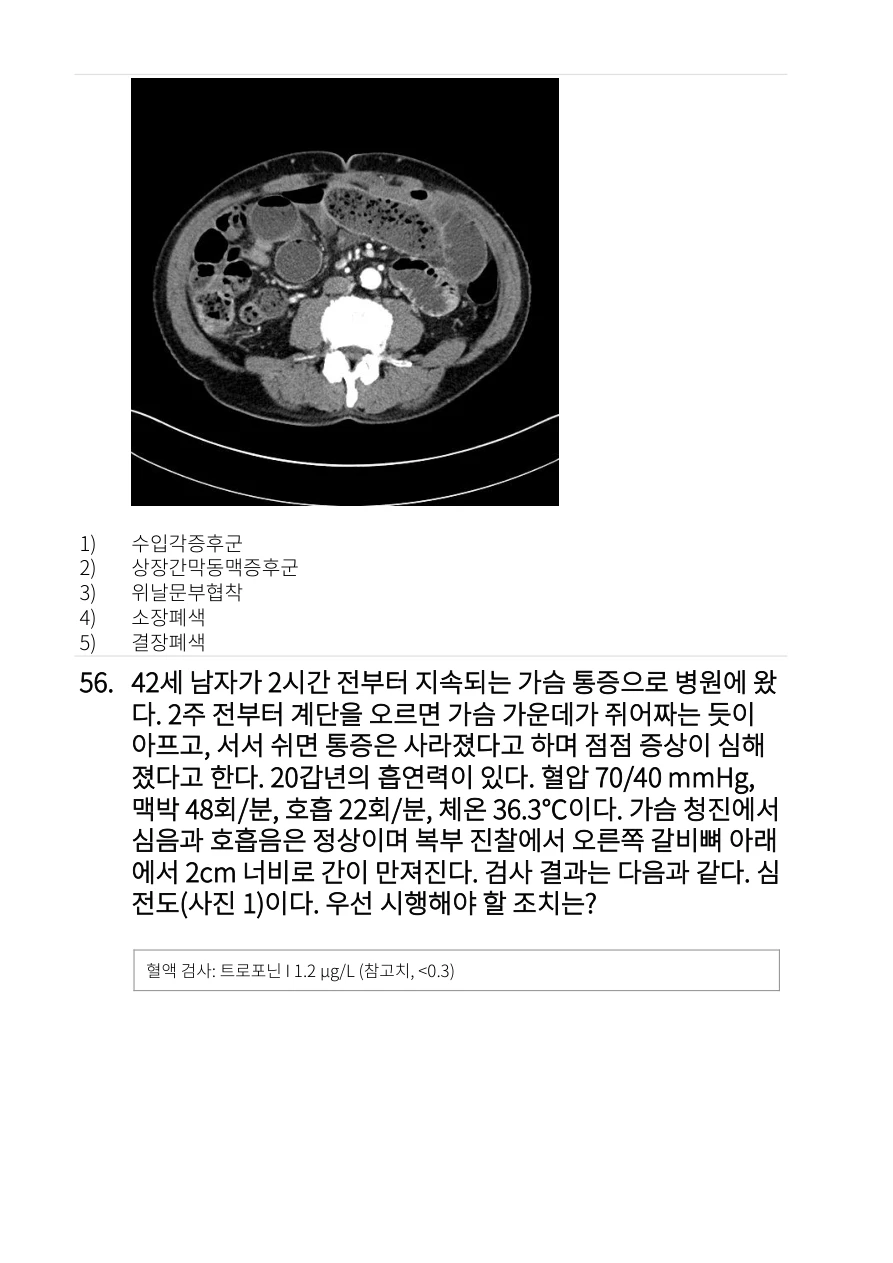 1) 수입각증후군
2) 상장간막동맥증후군
3) 위날문부협착
4) 소장폐색
5) 결장폐색
56. 42세 남자가 2시간 전부터 지속되는 가슴 통증으로 병원에 왔
다. 2주 전부터 계단을 오르면 가슴 가운데가 쥐어짜는 듯이
아프고, 서서 쉬면 통증은 사라졌다고 하며 점점 증상이 심해
졌다고 한다. 20갑년의 흡연력이 있다. 혈압 70/40 mmHg,
맥박 48회/분, 호흡 22회/분, 체온 36.3℃이다. 가슴 청진에서
심음과 호흡음은 정상이며 복부 진찰에서 오른쪽 갈비뼈 아래
에서 2cm 너비로 간이 만져진다. 검사 결과는 다음과 같다. 심
전도(사진 1)이다. 우선 시행해야 할 조치는?
혈액 검사: 트로포닌 I 1.2 μg/L (참고치, <0.3)